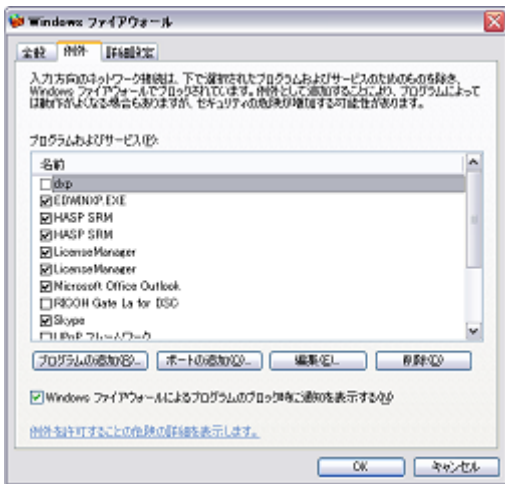 Windows ファイアウォール
全般 例外 詳細設定
入力方向のネットワーク接続は、下で選択されたプログラムおよびサービスのためのものを除き、
Windows ファイアウォールでブロックされています。例外として追加することにより、プログラムによって
は動作がよくなる場合もありますが、セキュリティの危険が増加する可能性があります。
プログラムおよびサービス(P):
名前
dxp
EDWINXP.EXE
HASP SRM
HASP SRM
LicenseManager
LicenseManager
Microsoft Office Outlook
RICOH Gate La for DSC
Skype
UPnP フレームワーク
プログラムの追加(R)... ポートの追加(O)... 編集(E)... 削除(D)
Windows ファイアウォールによるプログラムのブロック時に通知を表示する(N)
例外を許可することの危険の詳細を表示します。
OK キャンセル